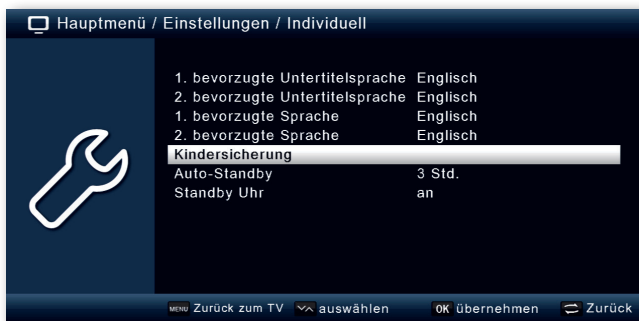 Hauptmenü / Einstellungen / Individuell
1. bevorzugte Untertitelsprache Englisch
2. bevorzugte Untertitelsprache Englisch
1. bevorzugte Sprache Englisch
2. bevorzugte Sprache Englisch
Kindersicherung
Auto-Standby 3 Std.
Standby Uhr an
MENU Zurück zum TV auswählen OK übernehmen Zurück